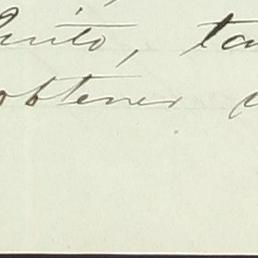 Quito, ta
obtener